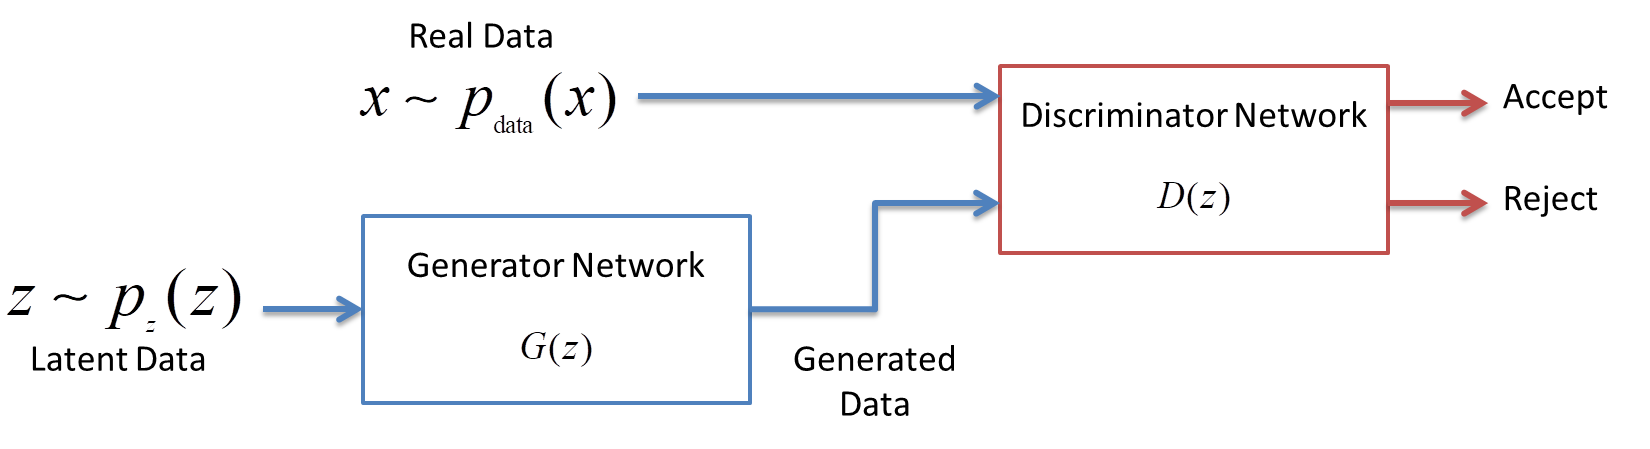 Real Data
x ~ p_data(x)
Discriminator Network
D(z)
Accept
Reject
Generator Network
G(z)
z ~ p_z(z)
Latent Data
Generated
Data